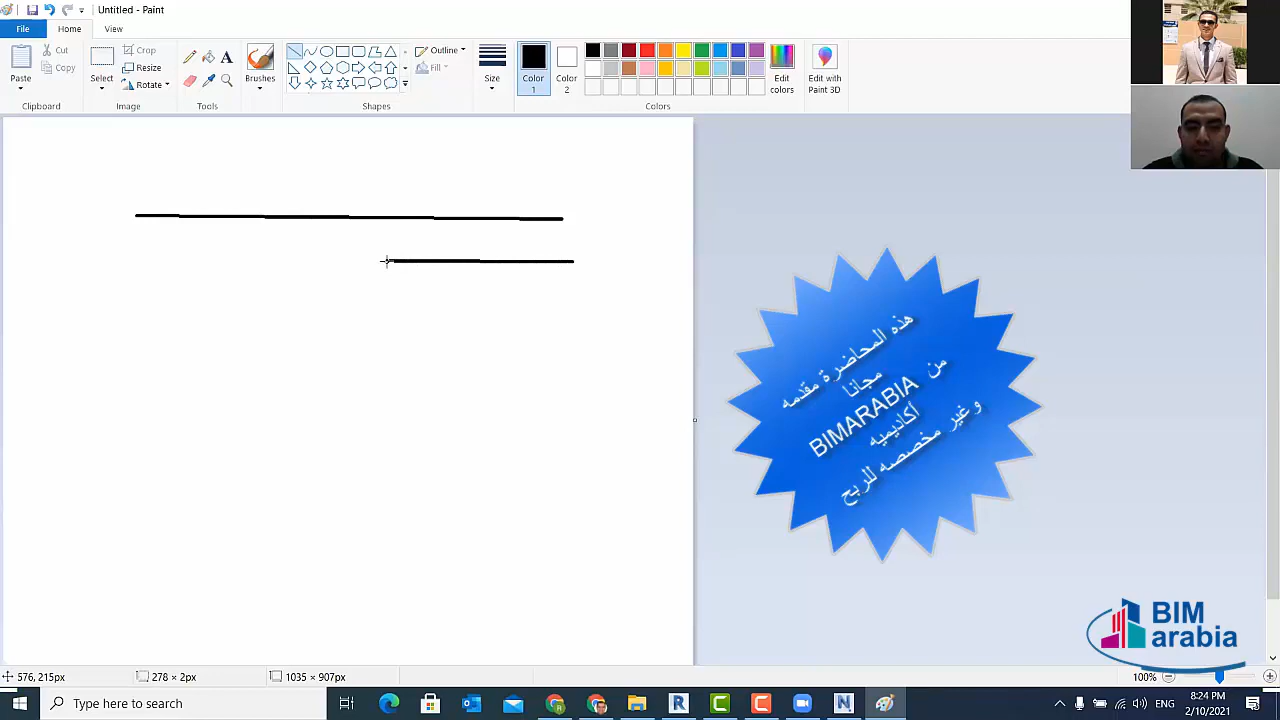 Untitled - Paint
File
Home
View
Paste
Cut
Copy
Clipboard
Select
Crop
Resize
Rotate
Image
Tools
Brushes
Shapes
Outline
Fill
Size
Color
1
Color
2
Edit
colors
Colors
Edit with
Paint 3D
هذه المحاضرة مقدمه
مجانا من
BIMARABIA
أكاديميه
و غير مخصصه للربح
BIM
arabia
576, 215px
278 × 2px
1035 × 907px
100%
Type here to search
ENG
8:24 PM
2/10/2021